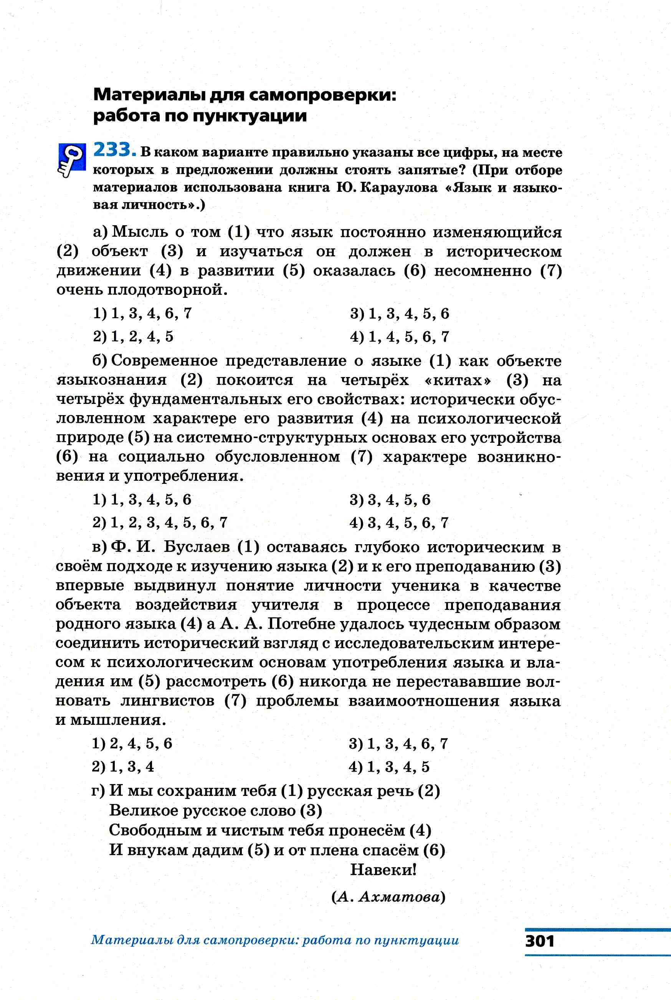 Материалы для самопроверки:
работа по пунктуации
233. В каком варианте правильно указаны все цифры, на месте
которых в предложении должны стоять запятые? (При отборе
материалов использована книга Ю. Караулова «Язык и языко-
вая личность».)
а) Мысль о том (1) что язык постоянно изменяющийся
(2) объект (3) и изучаться он должен в историческом
движении (4) в развитии (5) оказалась (6) несомненно (7)
очень плодотворной.
1) 1, 3, 4, 6, 7 3) 1, 3, 4, 5, 6
2) 1, 2, 4, 5 4) 1, 4, 5, 6, 7
б) Современное представление о языке (1) как объекте
языкознания (2) покоится на четырёх «китах» (3) на
четырёх фундаментальных его свойствах: исторически обус-
ловленном характере его развития (4) на психологической
природе (5) на системно-структурных основах его устройства
(6) на социально обусловленном (7) характере возникно-
вения и употребления.
1) 1, 3, 4, 5, 6 3) 3, 4, 5, 6
2) 1, 2, 3, 4, 5, 6, 7 4) 3, 4, 5, 6, 7
в) Ф. И. Буслаев (1) оставаясь глубоко историческим в
своём подходе к изучению языка (2) и к его преподаванию (3)
впервые выдвинул понятие личности ученика в качестве
объекта воздействия учителя в процессе преподавания
родного языка (4) а А. А. Потебне удалось чудесным образом
соединить исторический взгляд с исследовательским интере-
сом к психологическим основам употребления языка и вла-
дения им (5) рассмотреть (6) никогда не перестававшие вол-
новать лингвистов (7) проблемы взаимоотношения языка
и мышления.
1) 2, 4, 5, 6 3) 1, 3, 4, 6, 7
2) 1, 3, 4 4) 1, 3, 4, 5
г) И мы сохраним тебя (1) русская речь (2)
Великое русское слово (3)
Свободным и чистым тебя пронесём (4)
И внукам дадим (5) и от плена спасём (6)
Навеки!
(А. Ахматова)
Материалы для самопроверки: работа по пунктуации 301